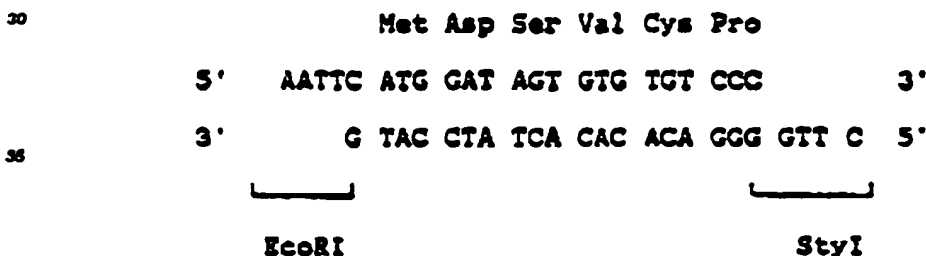 30
Met Asp Ser Val Cys Pro
5' AATTC ATG GAT AGT GTG TGT CCC 3'
3' G TAC CTA TCA CAC ACA GGG GTT C 5'
35
EcoRI StyI